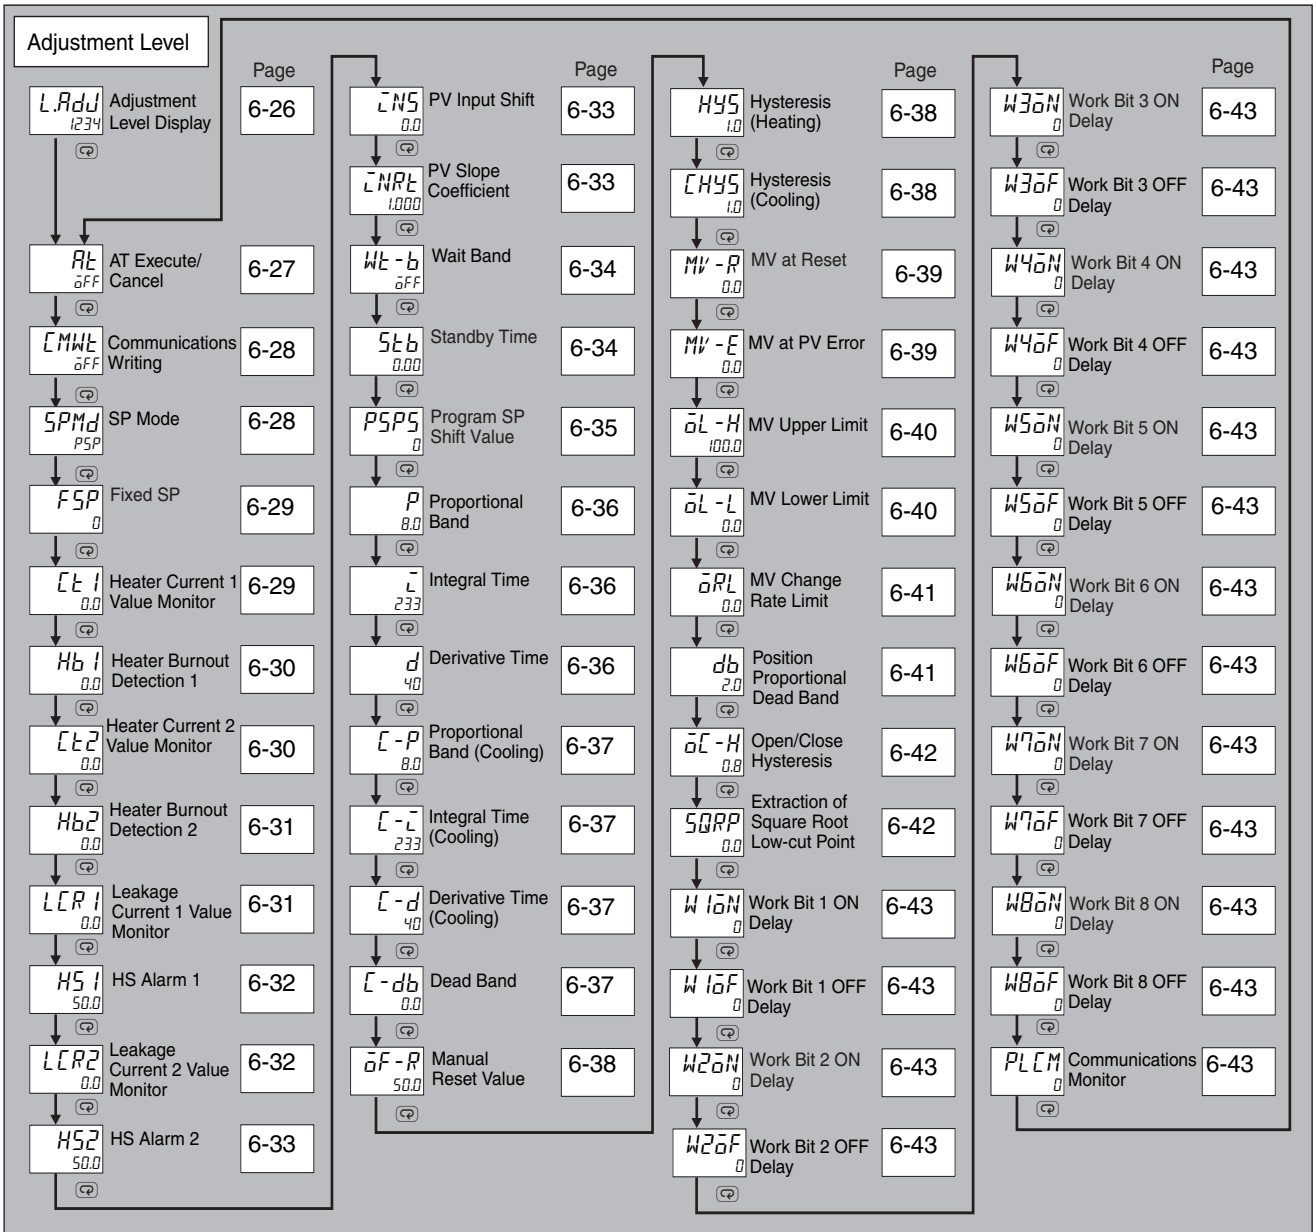 Adjustment Level
Page
L.AdJ
1234
Adjustment
Level Display
6-26
At
oFF
AT Execute/
Cancel
6-27
CMWt
oFF
Communications
Writing
6-28
SPMd
PSP
SP Mode
6-28
FSP
0
Fixed SP
6-29
Ct1
0.0
Heater Current 1
Value Monitor
6-29
Hb1
0.0
Heater Burnout
Detection 1
6-30
Ct2
0.0
Heater Current 2
Value Monitor
6-30
Hb2
0.0
Heater Burnout
Detection 2
6-31
LCR1
0.0
Leakage
Current 1 Value
Monitor
6-31
HS1
50.0
HS Alarm 1
6-32
LCR2
0.0
Leakage
Current 2 Value
Monitor
6-32
HS2
50.0
HS Alarm 2
6-33
Page
iNS
0.0
PV Input Shift
6-33
iNRt
1.000
PV Slope
Coefficient
6-33
Wt-b
oFF
Wait Band
6-34
Stb
0.00
Standby Time
6-34
PSPS
0
Program SP
Shift Value
6-35
P
8.0
Proportional
Band
6-36
i
233
Integral Time
6-36
d
40
Derivative Time
6-36
C-P
8.0
Proportional
Band (Cooling)
6-37
C-i
233
Integral Time
(Cooling)
6-37
C-d
40
Derivative Time
(Cooling)
6-37
C-db
0.0
Dead Band
6-37
oF-R
50.0
Manual
Reset Value
6-38
Page
HYS
1.0
Hysteresis
(Heating)
6-38
CHYS
1.0
Hysteresis
(Cooling)
6-38
MV-R
0.0
MV at Reset
6-39
MV-E
0.0
MV at PV Error
6-39
oL-H
100.0
MV Upper Limit
6-40
oL-L
0.0
MV Lower Limit
6-40
oRL
0.0
MV Change
Rate Limit
6-41
db
2.0
Position
Proportional
Dead Band
6-41
oC-H
0.8
Open/Close
Hysteresis
6-42
SQRP
0.0
Extraction of
Square Root
Low-cut Point
6-42
W1oN
0
Work Bit 1 ON
Delay
6-43
W1oF
0
Work Bit 1 OFF
Delay
6-43
W2oN
0
Work Bit 2 ON
Delay
6-43
W2oF
0
Work Bit 2 OFF
Delay
6-43
Page
W3oN
0
Work Bit 3 ON
Delay
6-43
W3oF
0
Work Bit 3 OFF
Delay
6-43
W4oN
0
Work Bit 4 ON
Delay
6-43
W4oF
0
Work Bit 4 OFF
Delay
6-43
W5oN
0
Work Bit 5 ON
Delay
6-43
W5oF
0
Work Bit 5 OFF
Delay
6-43
W6oN
0
Work Bit 6 ON
Delay
6-43
W6oF
0
Work Bit 6 OFF
Delay
6-43
W7oN
0
Work Bit 7 ON
Delay
6-43
W7oF
0
Work Bit 7 OFF
Delay
6-43
W8oN
0
Work Bit 8 ON
Delay
6-43
W8oF
0
Work Bit 8 OFF
Delay
6-43
PLCM
0
Communications
Monitor
6-43